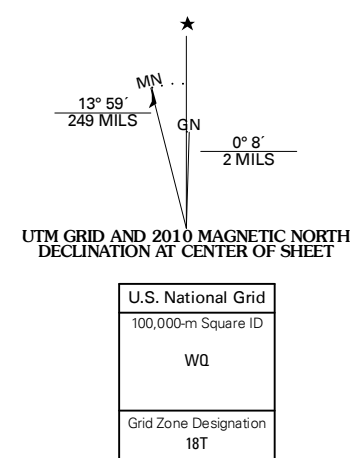 ★
MN
13° 59´
249 MILS
GN
0° 8´
2 MILS
UTM GRID AND 2010 MAGNETIC NORTH
DECLINATION AT CENTER OF SHEET
U.S. National Grid
100,000-m Square ID
WQ
Grid Zone Designation
18T